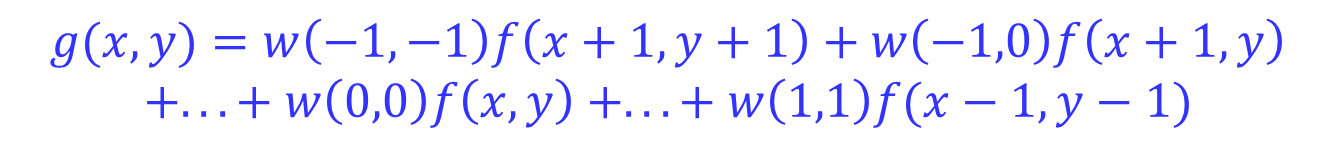 g(x, y) = w(−1, −1)f(x + 1, y + 1) + w(−1,0)f(x + 1, y)
+...+ w(0,0)f(x, y) +...+ w(1,1)f(x − 1, y − 1)